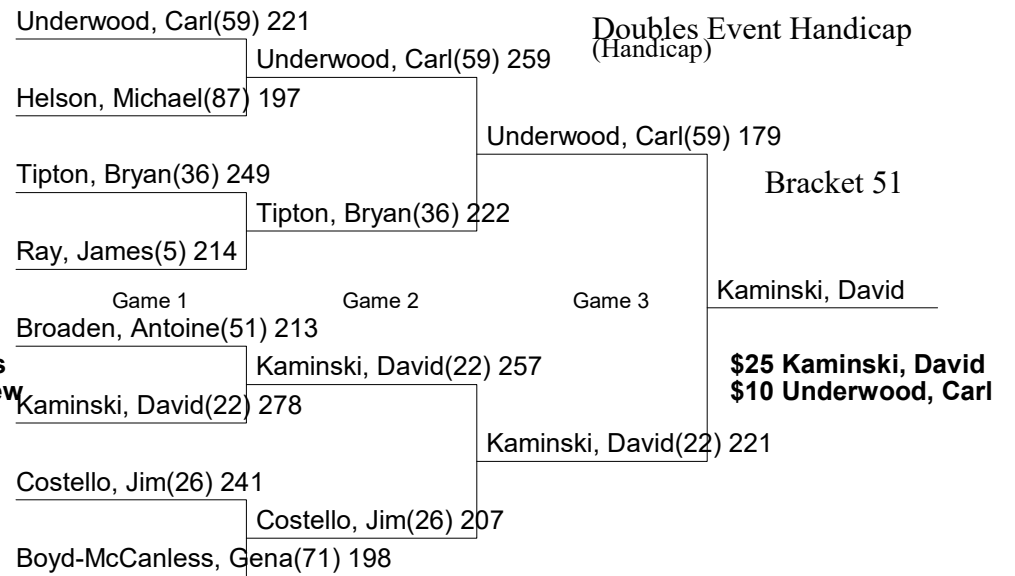 Underwood, Carl(59) 221
Doubles Event Handicap
(Handicap)
Underwood, Carl(59) 259
Helson, Michael(87) 197
Underwood, Carl(59) 179
Tipton, Bryan(36) 249
Bracket 51
Tipton, Bryan(36) 222
Ray, James(5) 214
Game 1 Game 2 Game 3
Kaminski, David
Broaden, Antoine(51) 213
Kaminski, David(22) 257
$25 Kaminski, David
$10 Underwood, Carl
Kaminski, David(22) 278
Kaminski, David(22) 221
Costello, Jim(26) 241
Costello, Jim(26) 207
Boyd-McCanless, Gena(71) 198